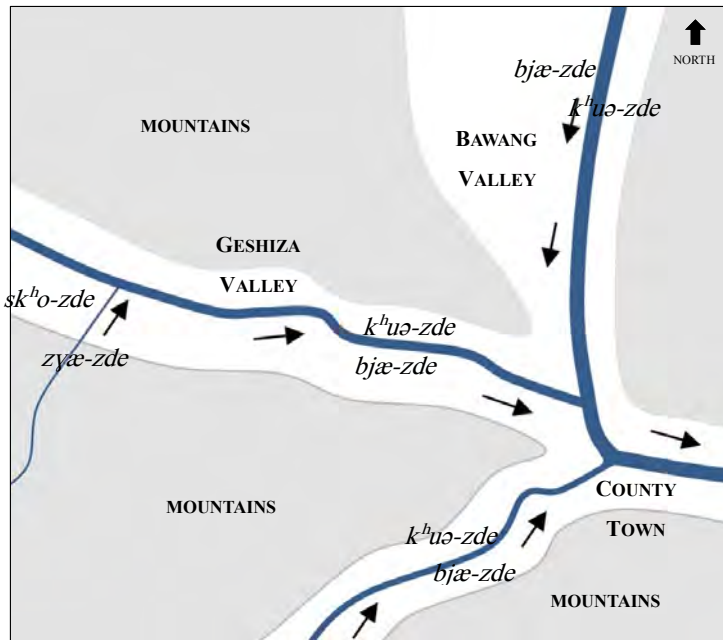 NORTH
bjæ-zde
kʰuə-zde
MOUNTAINS
BAWANG
VALLEY
GESHIZA
VALLEY
skʰo-zde
kʰuə-zde
zɣæ-zde
bjæ-zde
COUNTY
TOWN
MOUNTAINS
kʰuə-zde
bjæ-zde
MOUNTAINS